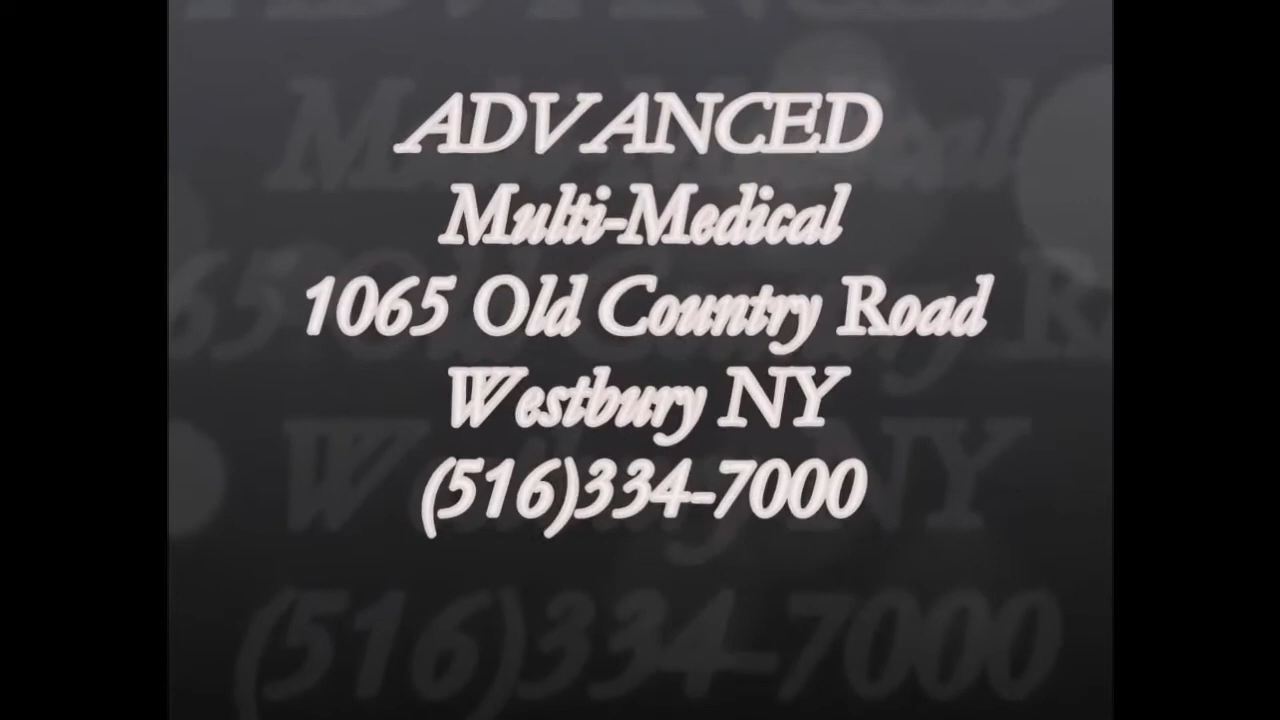 ADVANCED
Multi-Medical
1065 Old Country Road
Westbury NY
(516)334-7000